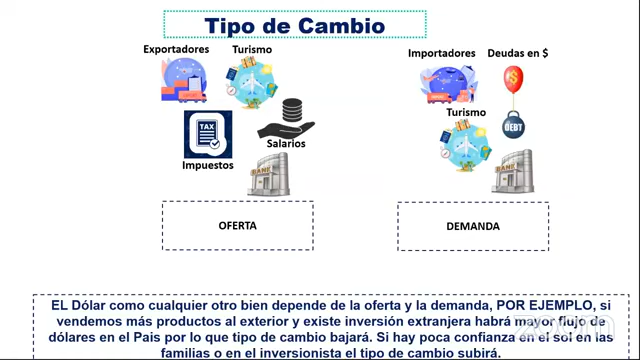 Tipo de Cambio
Exportadores
Turismo
TAX
Impuestos
Salarios
BANK
OFERTA
Importadores
Deudas en $
$
DEBT
Turismo
BANK
DEMANDA
EL Dólar como cualquier otro bien depende de la oferta y la demanda, POR EJEMPLO, si
vendemos más productos al exterior y existe inversión extranjera habrá mayor flujo de
dólares en el Pais por lo que tipo de cambio bajará. Si hay poca confianza en el sol en las
familias o en el inversionista el tipo de cambio subirá.
zoom